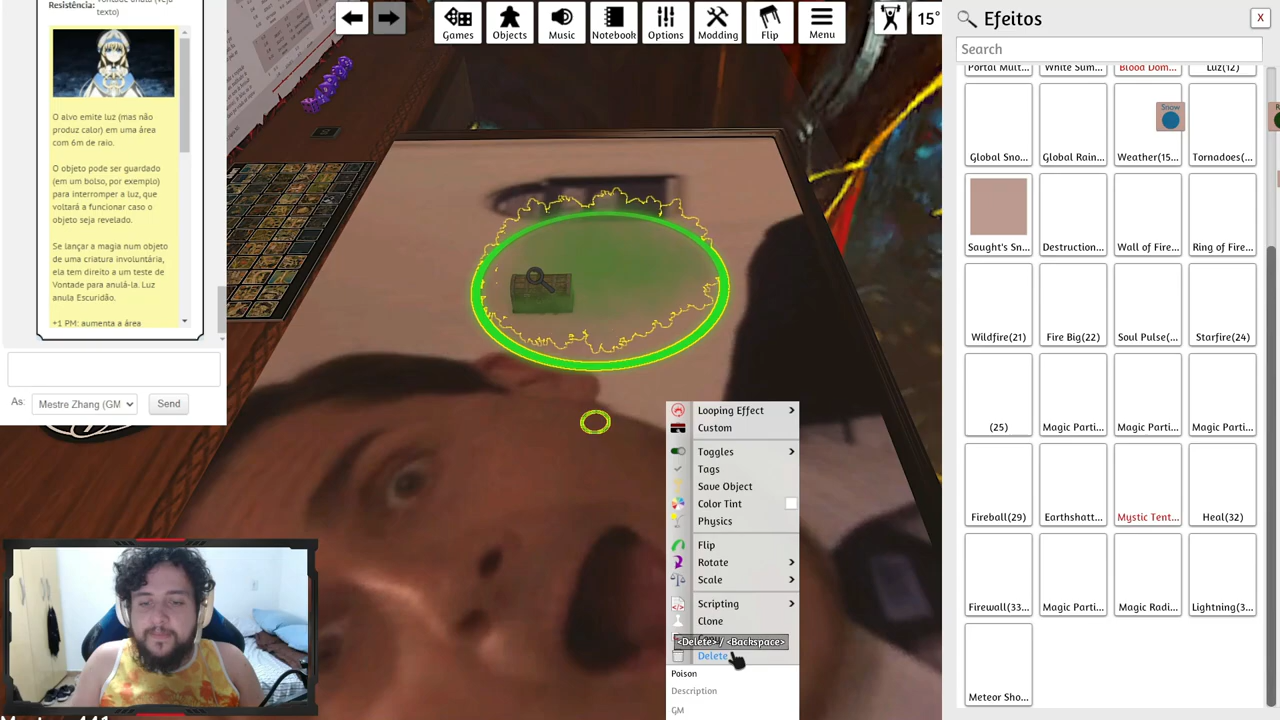 Resistência:
texto)
O alvo emite luz (mas não
produz calor) em uma área
com 6m de raio.
O objeto pode ser guardado
(em um bolso, por exemplo)
para interromper a luz, que
voltará a funcionar caso o
objeto seja revelado.
Se lançar a magia num objeto
de uma criatura involuntária,
ela tem direito a um teste de
Vontade para anulá-la. Luz
anula Escuridão.
+1 PM: aumenta a área
As: Mestre Zhang (GM
Send
Games
Objects
Music
Notebook
Options
Modding
Flip
Menu
15°
Looping Effect
Custom
Toggles
Tags
Save Object
Color Tint
Physics
Flip
Rotate
Scale
Scripting
Clone
<Delete> / <Backspace>
Delete
Poison
Description
GM
Efeitos
X
Search
Portal Mult... White Sum... Blood Dom... Luz(12)
Snow
Global Sno... Global Rain... Weather(15... Tornadoes(...
Saught's Sn... Destruction... Wall of Fire... Ring of Fire...
Wildfire(21) Fire Big(22) Soul Pulse(... Starfire(24)
(25) Magic Parti... Magic Parti... Magic Parti...
Fireball(29) Earthshatt... Mystic Tent... Heal(32)
Firewall(33... Magic Parti... Magic Radi... Lightning(3...
Meteor Sho...